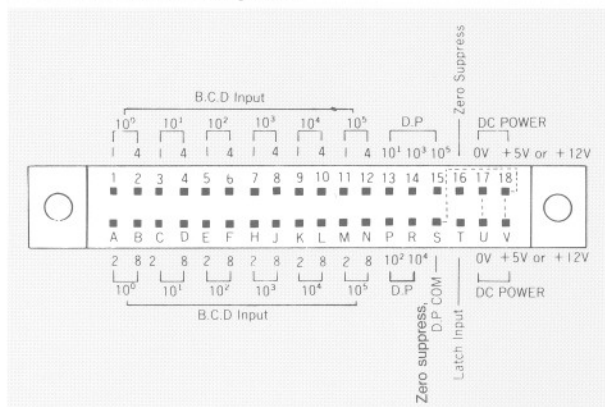 Zero Suppress
B.C.D Input
10⁰ 10¹ 10² 10³ 10⁴ 10⁵ D.P DC POWER
1 4 1 4 1 4 1 4 1 4 1 4 10¹ 10³ 10⁵ 0V +5V or +12V
1 2 3 4 5 6 7 8 9 10 11 12 13 14 15 16 17 18
A B C D E F H J K L M N P R S T U V
2 8 2 8 2 8 2 8 2 8 2 8 10² 10⁴ 0V +5V or +12V
10⁰ 10¹ 10² 10³ 10⁴ 10⁵ D.P DC POWER
B.C.D Input
Zero suppress,
D.P COM
Latch Input